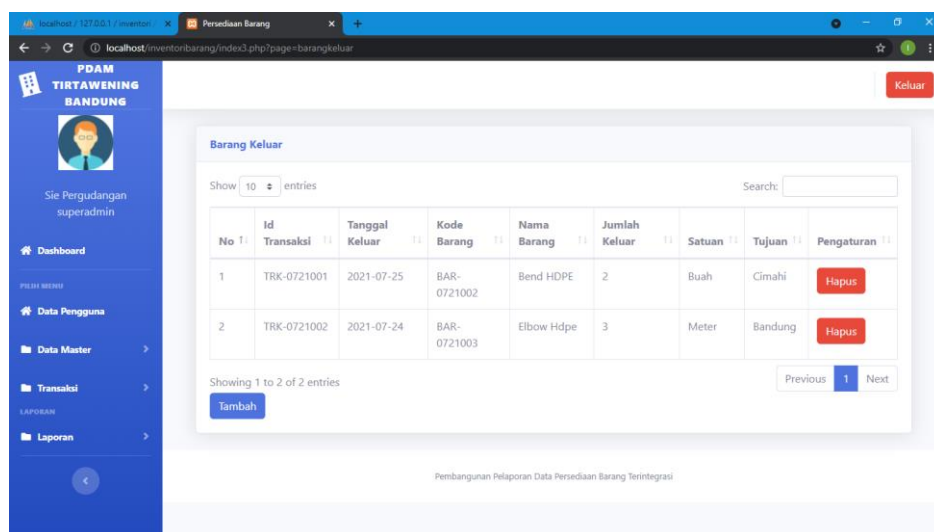 localhost / 127.0.0.1 / inventori
Persediaan Barang
localhost/inventoribarang/index3.php?page=barangkeluar
PDAM
TIRTAWENING
BANDUNG
Keluar
Sie Pergudangan
superadmin
Dashboard
PILIH MENU
Data Pengguna
Data Master
Transaksi
LAPORAN
Laporan
Barang Keluar
Show 10 entries
Search:
No
Id Transaksi
Tanggal Keluar
Kode Barang
Nama Barang
Jumlah Keluar
Satuan
Tujuan
Pengaturan
1 TRK-0721001 2021-07-25 BAR-0721002 Bend HDPE 2 Buah Cimahi Hapus
2 TRK-0721002 2021-07-24 BAR-0721003 Elbow Hdpe 3 Meter Bandung Hapus
Showing 1 to 2 of 2 entries
Previous 1 Next
Tambah
Pembangunan Pelaporan Data Persediaan Barang Terintegrasi